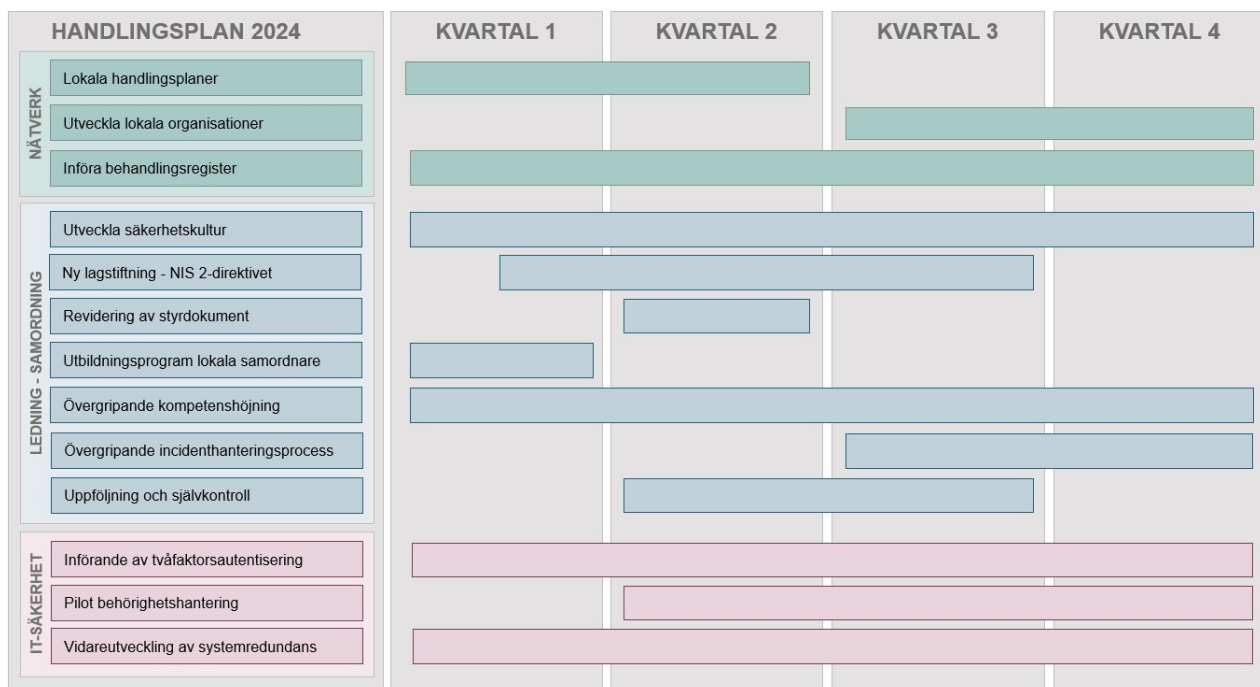 HANDLINGSPLAN 2024
KVARTAL 1
KVARTAL 2
KVARTAL 3
KVARTAL 4
NÄTVERK
Lokala handlingsplaner
Utveckla lokala organisationer
Införa behandlingsregister
LEDNING - SAMORDNING
Utveckla säkerhetskultur
Ny lagstiftning - NIS 2-direktivet
Revidering av styrdokument
Utbildningsprogram lokala samordnare
Övergripande kompetenshöjning
Övergripande incidenthanteringsprocess
Uppföljning och självkontroll
IT-SÄKERHET
Införande av tvåfaktorsautentisering
Pilot behörighetshantering
Vidareutveckling av systemredundans